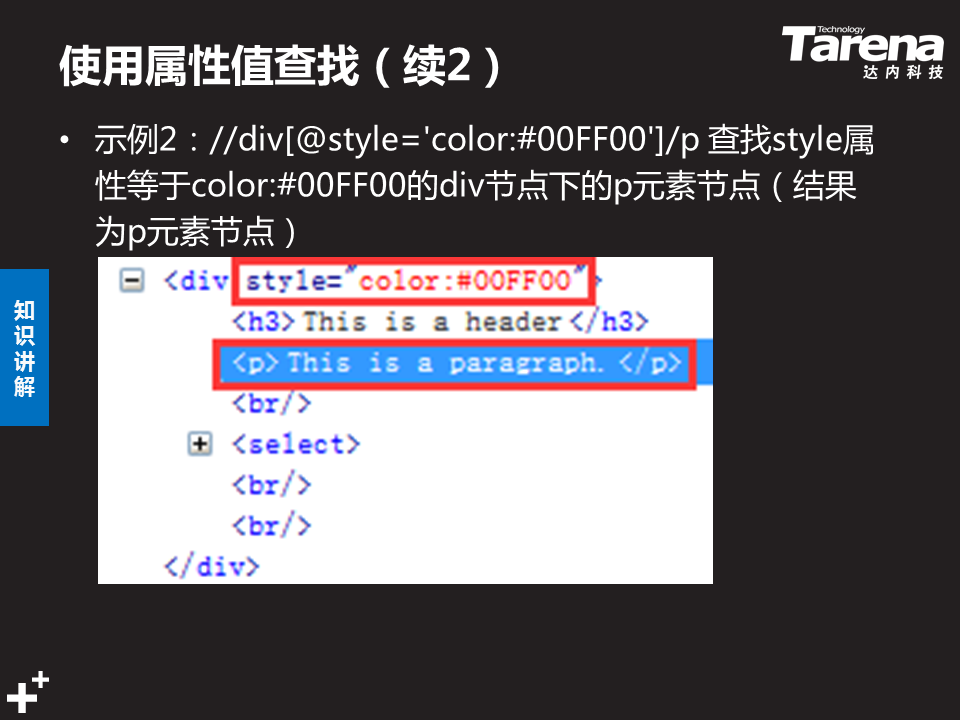 使用属性值查找（续2）
Technology
Tarena
达内科技
• 示例2：//div[@style='color:#00FF00']/p 查找style属
性等于color:#00FF00的div节点下的p元素节点（结果
为p元素节点）
知识讲解
<div style="color:#00FF00">
<h3>This is a header</h3>
<p>This is a paragraph.</p>
<br/>
<select>
<br/>
<br/>
</div>